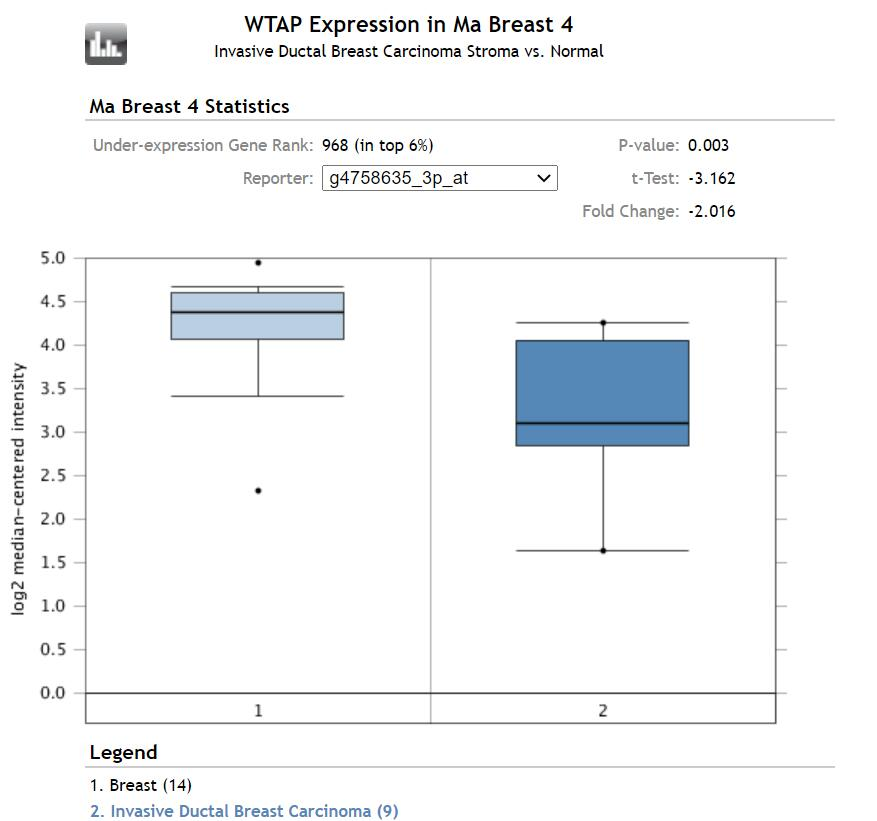 WTAP Expression in Ma Breast 4
Invasive Ductal Breast Carcinoma Stroma vs. Normal
Ma Breast 4 Statistics
Under-expression Gene Rank: 968 (in top 6%) P-value: 0.003
Reporter: g4758635_3p_at t-Test: -3.162
Fold Change: -2.016
log2 median-centered intensity
5.0
4.5
4.0
3.5
3.0
2.5
2.0
1.5
1.0
0.5
0.0
1 2
Legend
1. Breast (14)
2. Invasive Ductal Breast Carcinoma (9)